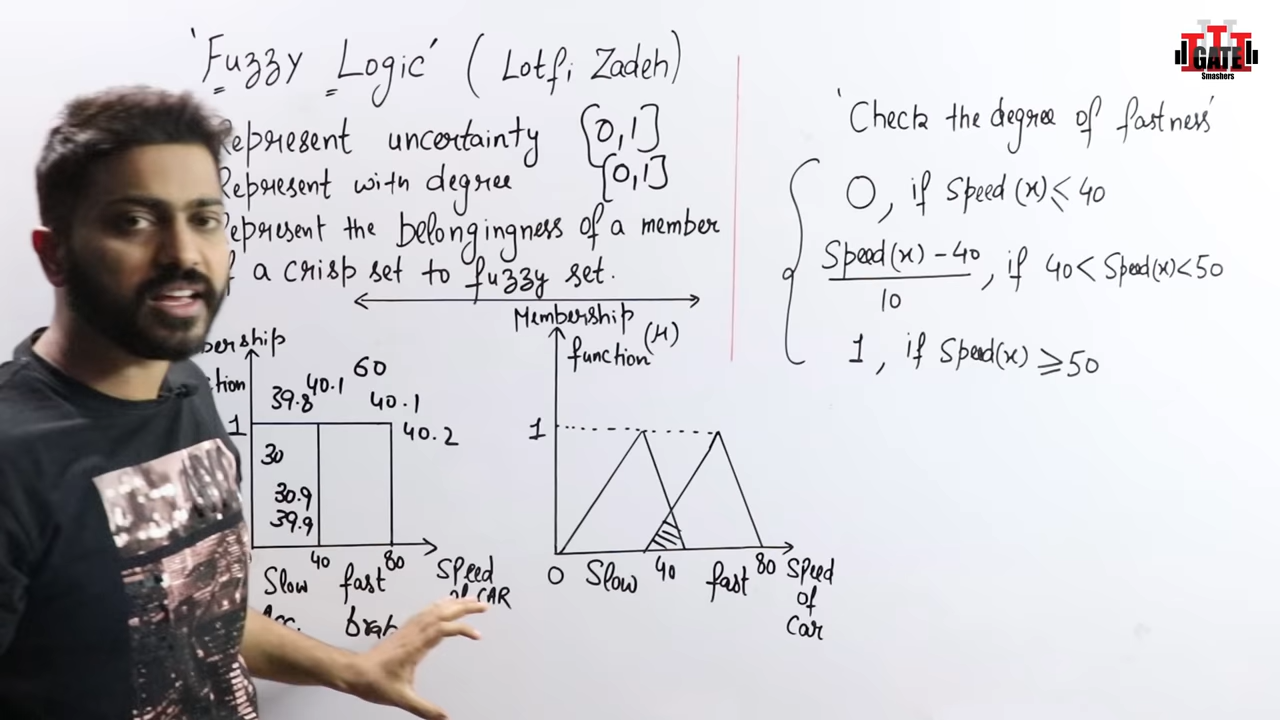 'Fuzzy Logic' (Lotfi Zadeh)
Represent uncertainty {0,1]
Represent with degree {0,1]
Represent the belongingness of a member
of a crisp set to fuzzy set.
Membership
function (μ)
1
0
Slow
40
fast
80
Speed
of
Car
function
1
39.8
40.1
60
40.1
40.2
30
30.9
39.9
40
80
Slow
fast
Speed
of CAR
'Check the degree of fastness'
0, if Speed(x) ≤ 40
Speed(x) - 40
10
, if 40 < Speed(x) < 50
1, if Speed(x) ≥ 50
GATE
Smashers